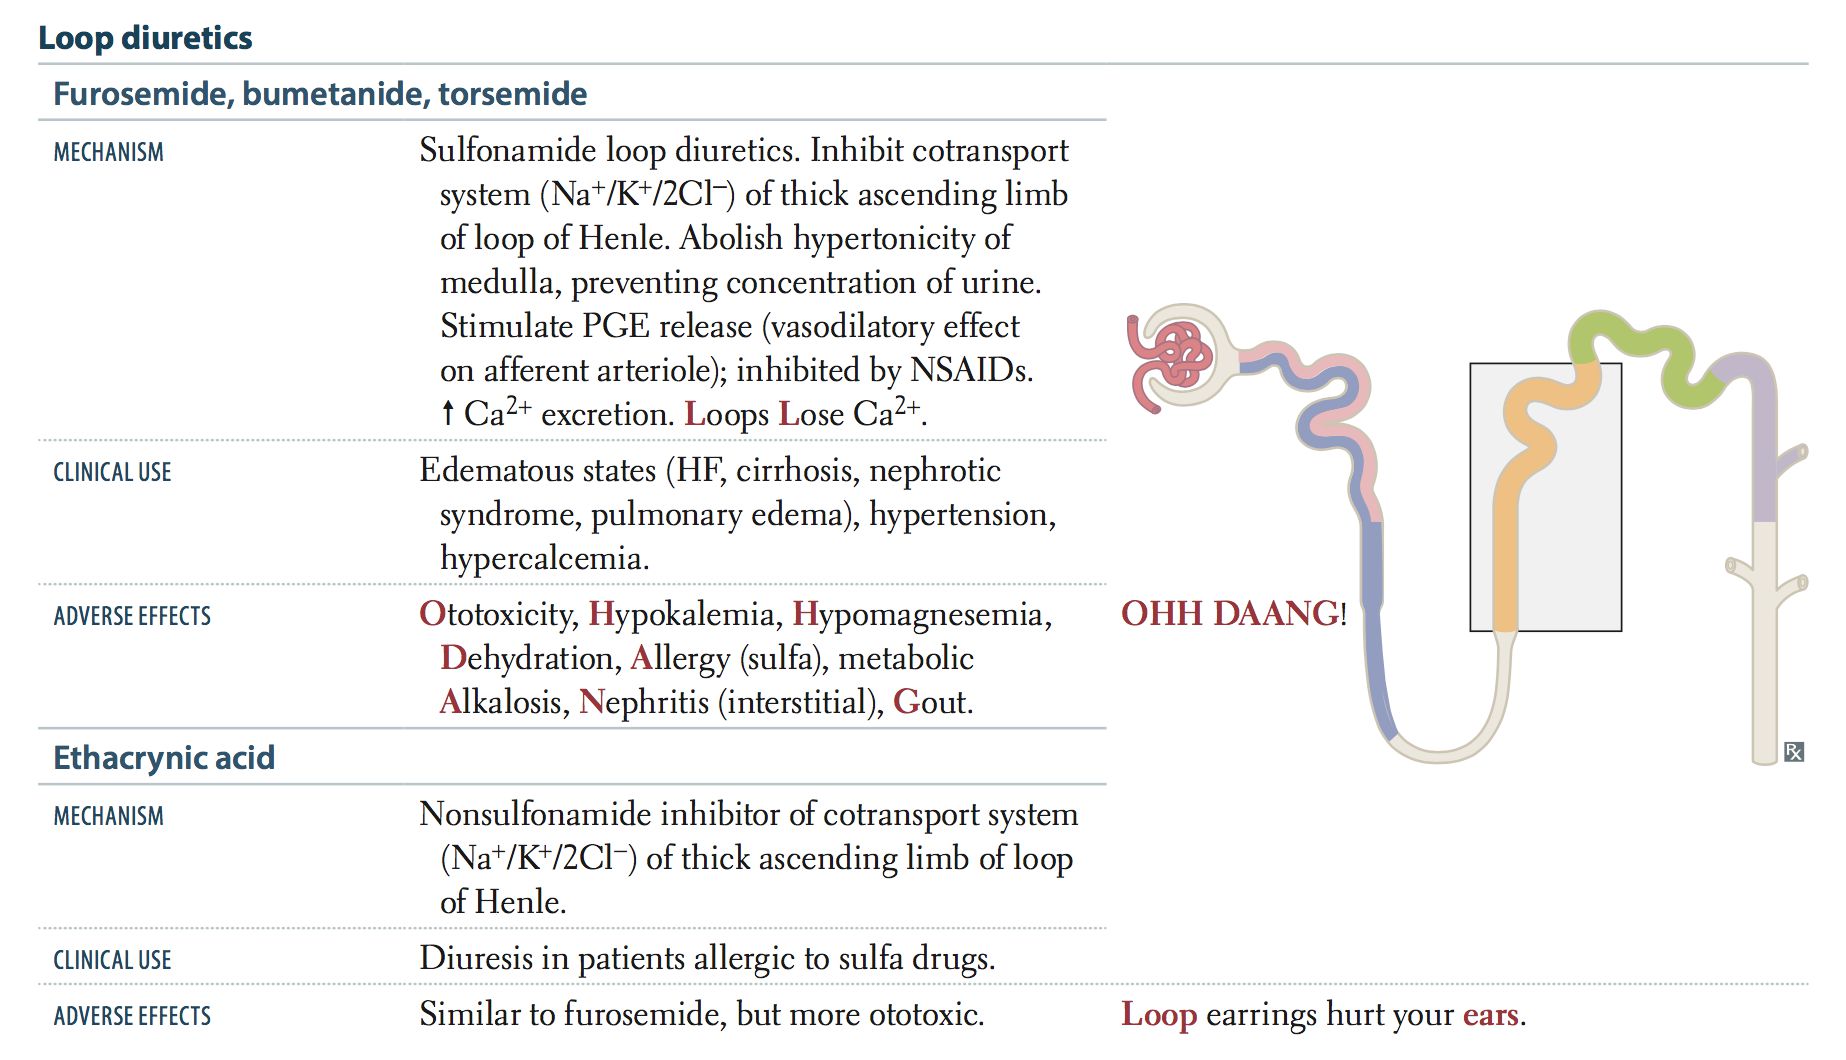 Loop diuretics
Furosemide, bumetanide, torsemide
MECHANISM
Sulfonamide loop diuretics. Inhibit cotransport
system (Na⁺/K⁺/2Cl⁻) of thick ascending limb
of loop of Henle. Abolish hypertonicity of
medulla, preventing concentration of urine.
Stimulate PGE release (vasodilatory effect
on afferent arteriole); inhibited by NSAIDs.
↑ Ca²⁺ excretion. Loops Lose Ca²⁺.
CLINICAL USE
Edematous states (HF, cirrhosis, nephrotic
syndrome, pulmonary edema), hypertension,
hypercalcemia.
ADVERSE EFFECTS
Ototoxicity, Hypokalemia, Hypomagnesemia,
Dehydration, Allergy (sulfa), metabolic
Alkalosis, Nephritis (interstitial), Gout.
OHH DAANG!
Ethacrynic acid
MECHANISM
Nonsulfonamide inhibitor of cotransport system
(Na⁺/K⁺/2Cl⁻) of thick ascending limb of loop
of Henle.
CLINICAL USE
Diuresis in patients allergic to sulfa drugs.
ADVERSE EFFECTS
Similar to furosemide, but more ototoxic.
Loop earrings hurt your ears.
Rx